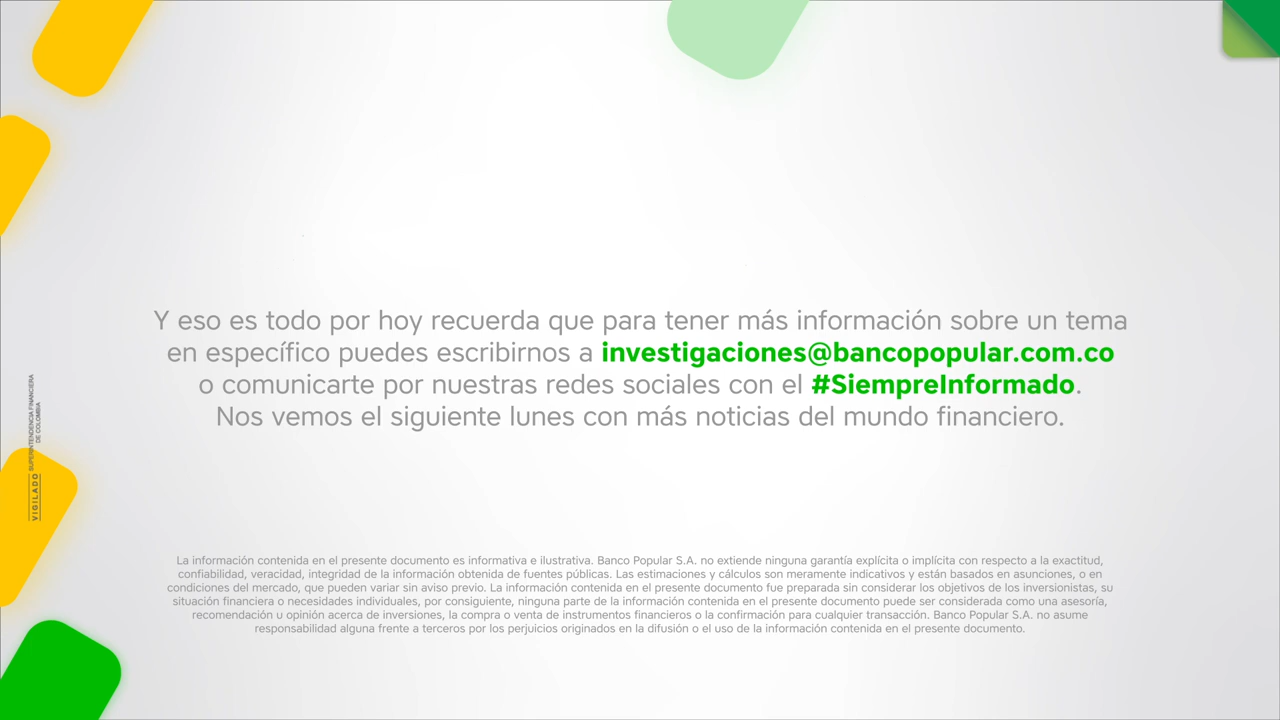 Y eso es todo por hoy recuerda que para tener más información sobre un tema
en específico puedes escribirnos a investigaciones@bancopopular.com.co
o comunicarte por nuestras redes sociales con el #SiempreInformado.
Nos vemos el siguiente lunes con más noticias del mundo financiero.
VIGILADO SUPERINTENDENCIA FINANCIERA
DE COLOMBIA
La información contenida en el presente documento es informativa e ilustrativa. Banco Popular S.A. no extiende ninguna garantía explícita o implícita con respecto a la exactitud,
confiabilidad, veracidad, integridad de la información obtenida de fuentes públicas. Las estimaciones y cálculos son meramente indicativos y están basados en asunciones, o en
condiciones del mercado, que pueden variar sin aviso previo. La información contenida en el presente documento fue preparada sin considerar los objetivos de los inversionistas, su
situación financiera o necesidades individuales, por consiguiente, ninguna parte de la información contenida en el presente documento puede ser considerada como una asesoría,
recomendación u opinión acerca de inversiones, la compra o venta de instrumentos financieros o la confirmación para cualquier transacción. Banco Popular S.A. no asume
responsabilidad alguna frente a terceros por los perjuicios originados en la difusión o el uso de la información contenida en el presente documento.